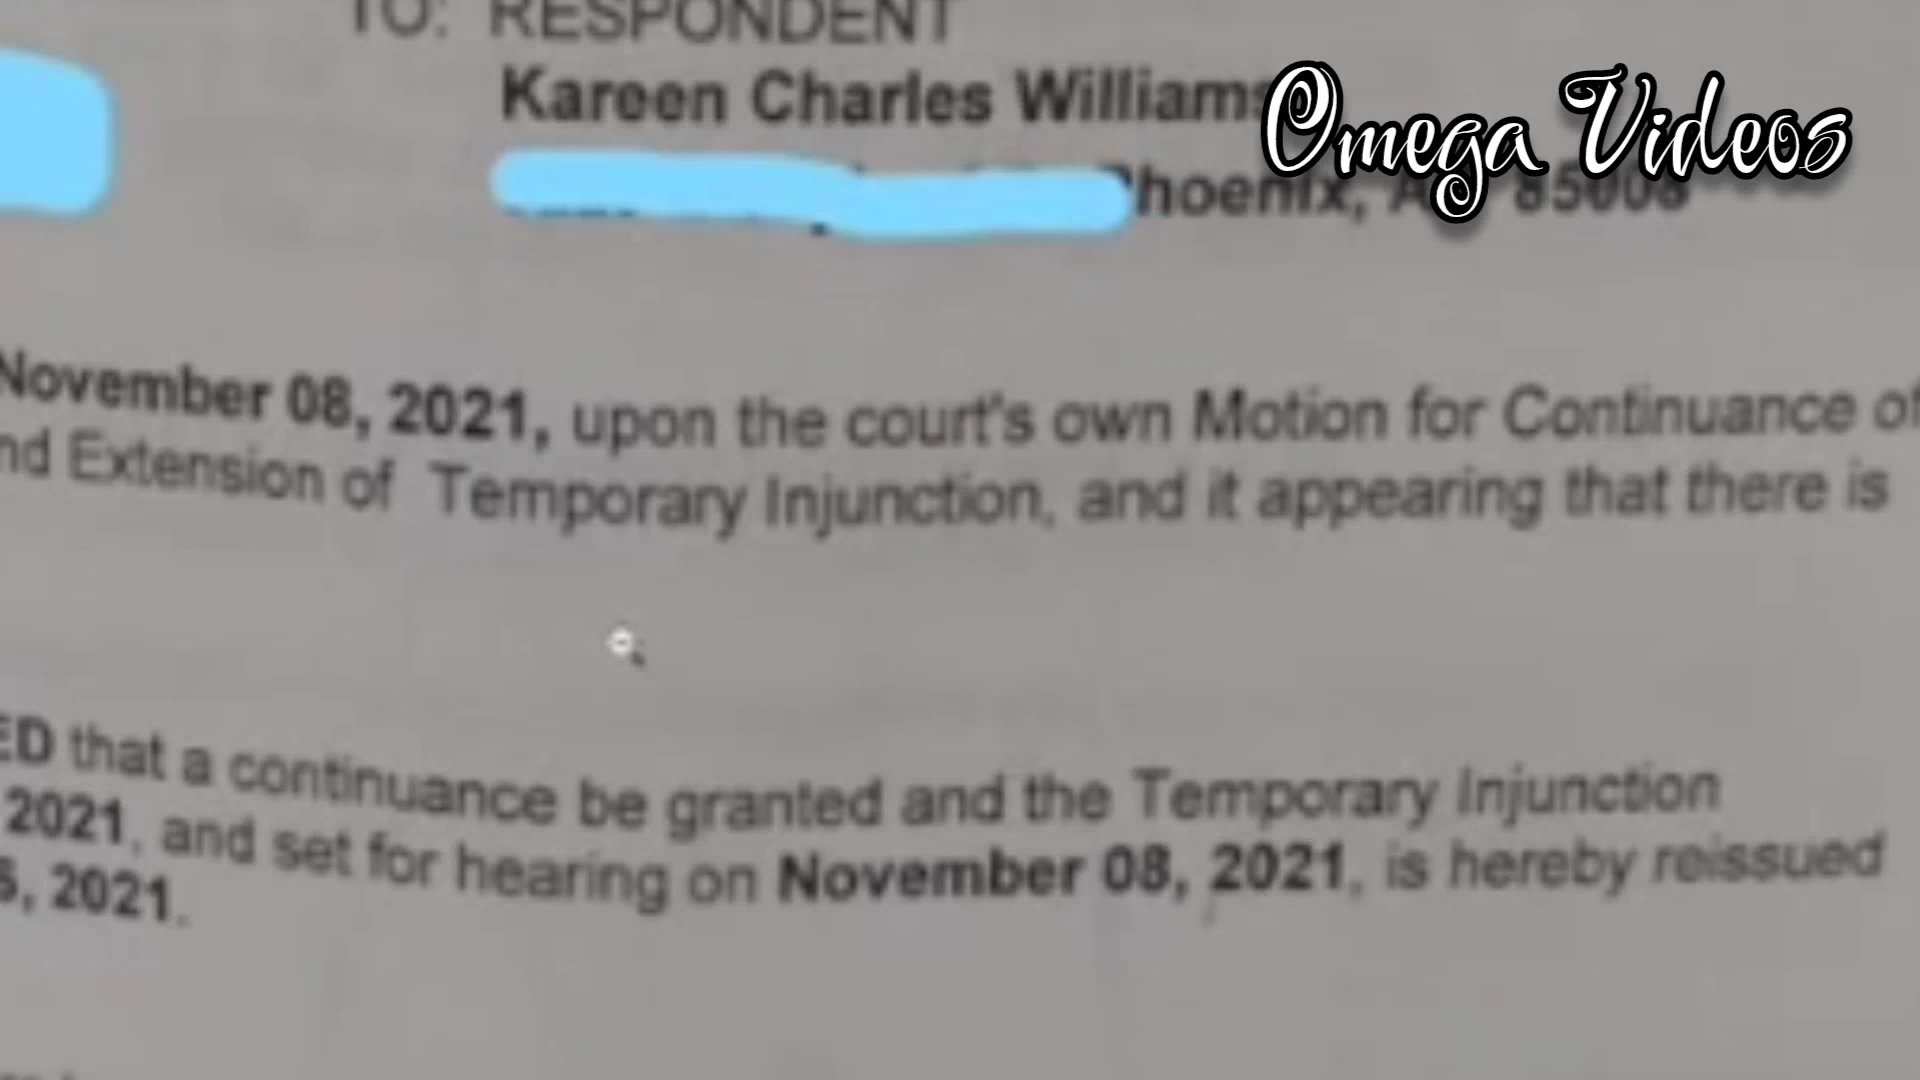 TO: RESPONDENT
Kareen Charles Williams
Omega Videos
Phoenix, 85008
November 08, 2021, upon the court's own Motion for Continuance of
nd Extension of Temporary Injunction, and it appearing that there is
ED that a continuance be granted and the Temporary Injunction
2021, and set for hearing on November 08, 2021, is hereby reissued
5, 2021.